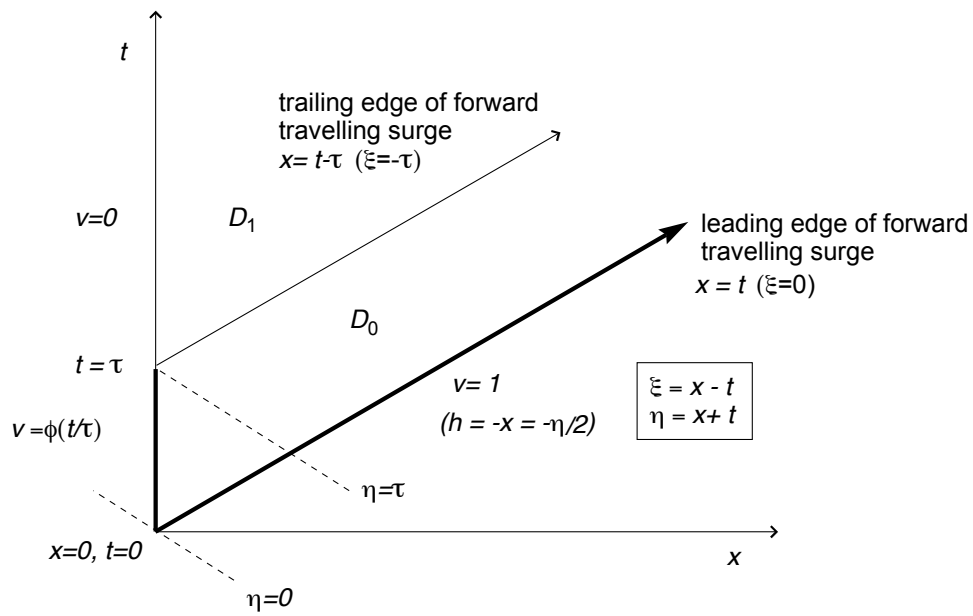 t
trailing edge of forward
travelling surge
x= t-τ (ξ=-τ)
v=0
D1
leading edge of forward
travelling surge
x = t (ξ=0)
D0
t = τ
v= 1
(h = -x = -η/2)
ξ = x - t
η = x+ t
v =ϕ(t/τ)
η=τ
x=0, t=0
x
η=0